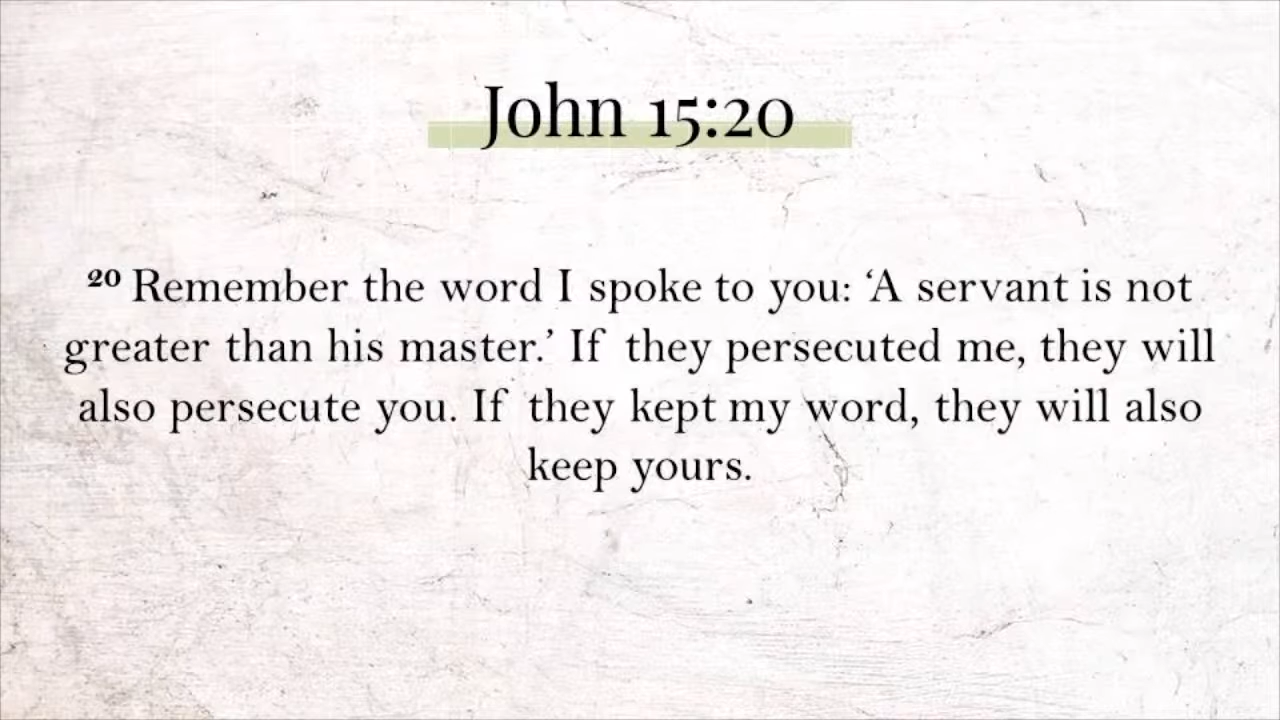 John 15:20
20 Remember the word I spoke to you: ‘A servant is not
greater than his master.’ If they persecuted me, they will
also persecute you. If they kept my word, they will also
keep yours.